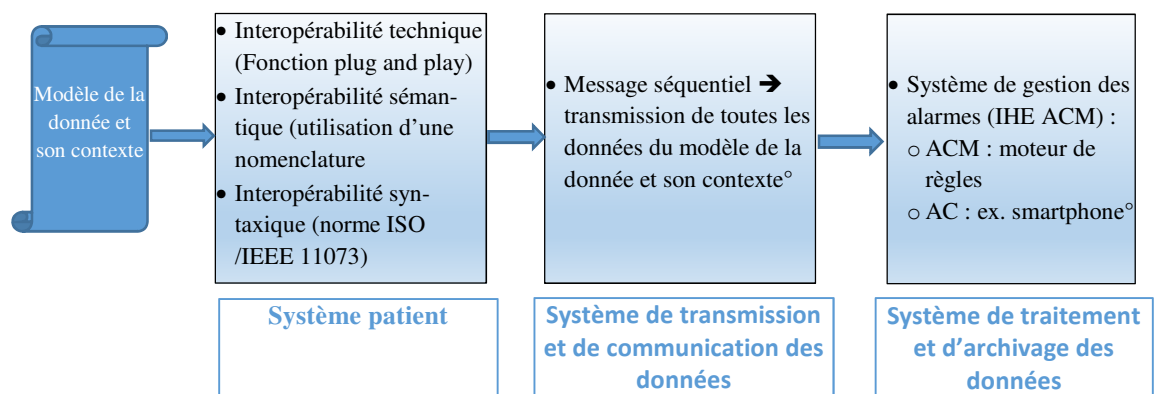 Modèle de la
donnée et
son contexte
• Interopérabilité technique
(Fonction plug and play)
• Interopérabilité séman-
tique (utilisation d'une
nomenclature
• Interopérabilité syn-
taxique (norme ISO
/IEEE 11073)
Système patient
• Message séquentiel ➔
transmission de toutes les
données du modèle de la
donnée et son contexte°
Système de transmission
et de communication des
données
• Système de gestion des
alarmes (IHE ACM) :
o ACM : moteur de
règles
o AC : ex. smartphone°
Système de traitement
et d'archivage des
données